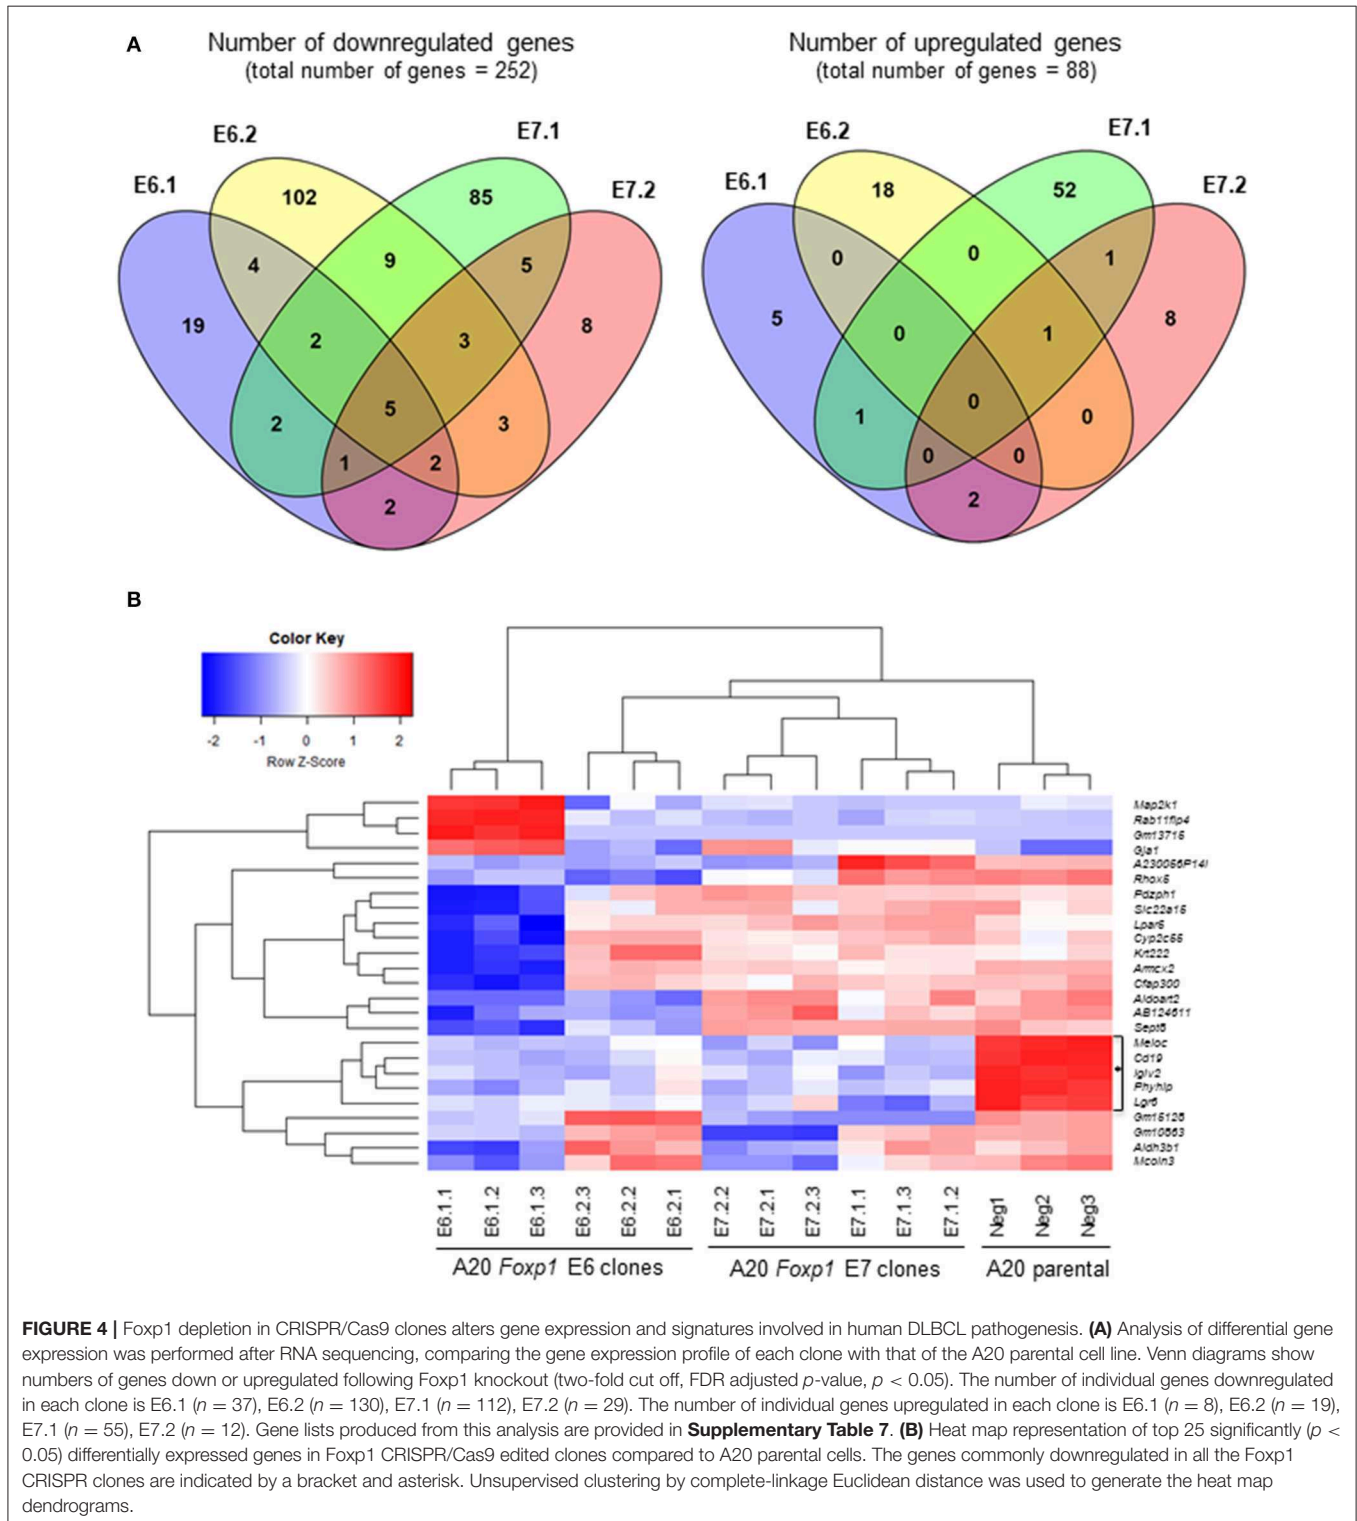 A
Number of downregulated genes
(total number of genes = 252)
Number of upregulated genes
(total number of genes = 88)
E6.1
E6.2
E7.1
E7.2
102
85
4
9
5
19
2
3
8
2
5
3
1
2
2
E6.1
E6.2
E7.1
E7.2
18
52
0
0
1
5
0
1
8
1
0
0
0
0
2
B
Color Key
-2 -1 0 1 2
Row Z-Score
Map2k1
Rab11fip4
Gm13715
Gja1
A230056P14
Rhox5
Pdzph1
Slc22a15
Lpar5
Cyp2c55
Krt222
Armcx2
Cfap300
Aldoart2
AB124611
Meioc
Cd19
Iglv2
*
Phyhip
Gm15128
Aldh3b1
Mcoln3
E6.1.1
E6.1.2
E6.1.3
E6.2.3
E6.2.2
E6.2.1
E7.2.2
E7.2.1
E7.2.3
E7.1.1
E7.1.3
E7.1.2
Neg1
Neg2
Neg3
A20 Foxp1 E6 clones
A20 Foxp1 E7 clones
A20 parental
FIGURE 4 | Foxp1 depletion in CRISPR/Cas9 clones alters gene expression and signatures involved in human DLBCL pathogenesis. (A) Analysis of differential gene
expression was performed after RNA sequencing, comparing the gene expression profile of each clone with that of the A20 parental cell line. Venn diagrams show
numbers of genes down or upregulated following Foxp1 knockout (two-fold cut off, FDR adjusted p-value, p < 0.05). The number of individual genes downregulated
in each clone is E6.1 (n = 37), E6.2 (n = 130), E7.1 (n = 112), E7.2 (n = 29). The number of individual genes upregulated in each clone is E6.1 (n = 8), E6.2 (n = 19),
E7.1 (n = 55), E7.2 (n = 12). Gene lists produced from this analysis are provided in Supplementary Table 7. (B) Heat map representation of top 25 significantly (p <
0.05) differentially expressed genes in Foxp1 CRISPR/Cas9 edited clones compared to A20 parental cells. The genes commonly downregulated in all the Foxp1
CRISPR clones are indicated by a bracket and asterisk. Unsupervised clustering by complete-linkage Euclidean distance was used to generate the heat map
dendrograms.